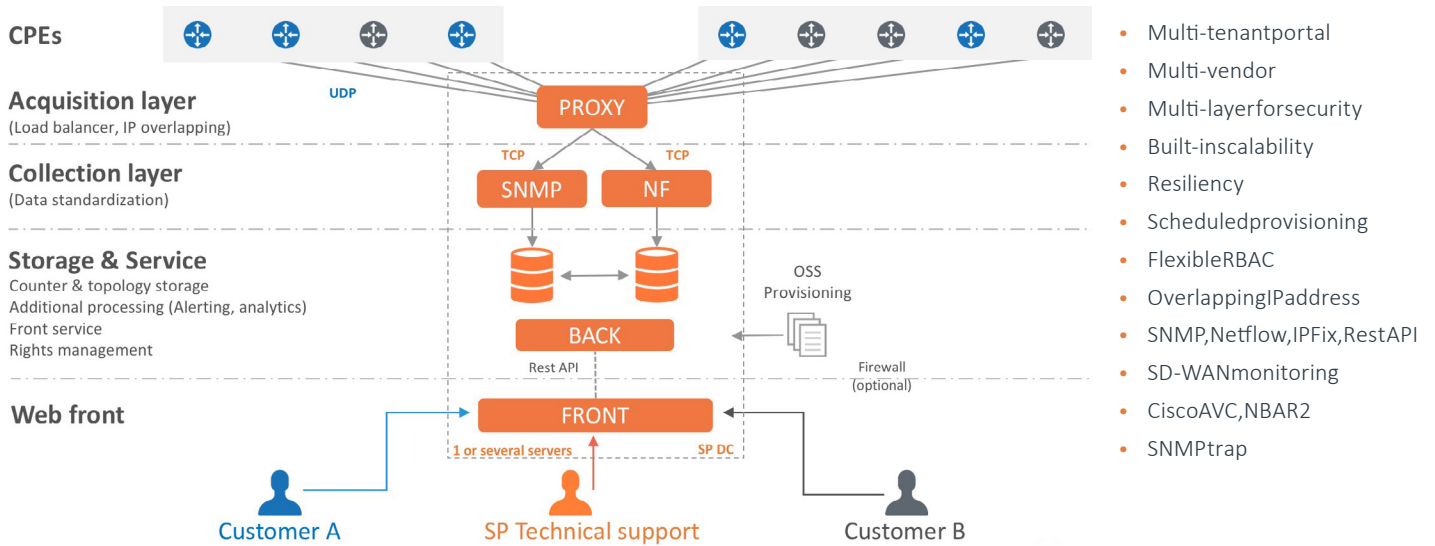 CPEs
UDP
Acquisition layer
(Load balancer, IP overlapping)
PROXY
TCP
TCP
Collection layer
(Data standardization)
SNMP
NF
Storage & Service
Counter & topology storage
Additional processing (Alerting, analytics)
Front service
Rights management
OSS
Provisioning
BACK
Rest API
Firewall
(optional)
Web front
FRONT
1 or several servers
SP DC
Customer A
SP Technical support
Customer B
• Multi-tenantportal
• Multi-vendor
• Multi-layerforsecurity
• Built-inscalability
• Resiliency
• Scheduledprovisioning
• FlexibleRBAC
• OverlappingIPaddress
• SNMP,Netflow,IPFix,RestAPI
• SD-WANmonitoring
• CiscoAVC,NBAR2
• SNMPtrap